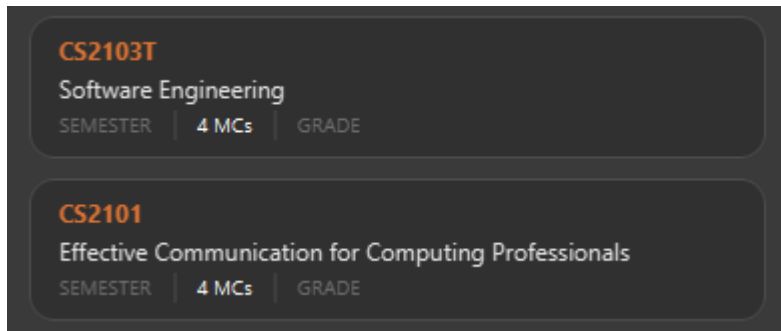 CS2103T
Software Engineering
SEMESTER 4 MCs GRADE
CS2101
Effective Communication for Computing Professionals
SEMESTER 4 MCs GRADE